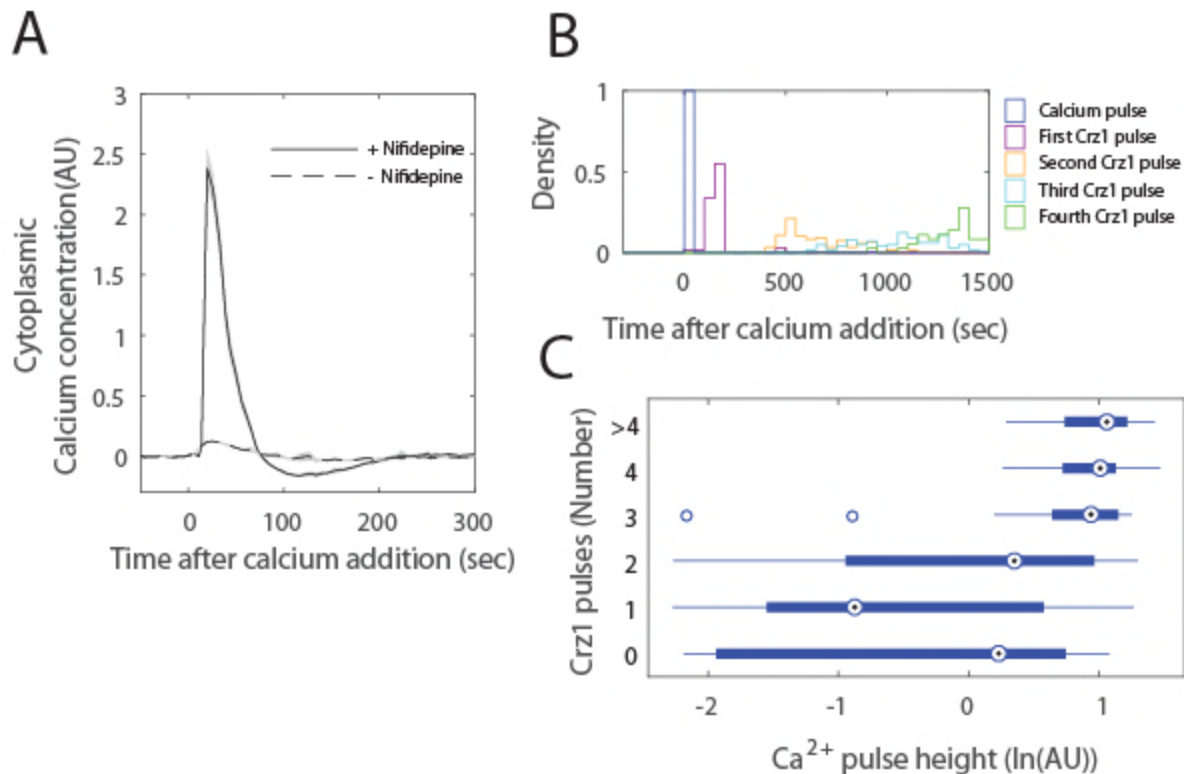 A
Cytoplasmic
Calcium concentration(AU)
3
2.5
2
1.5
1
0.5
0
+ Nifidepine
- Nifidepine
0 100 200 300
Time after calcium addition (sec)
B
Density
1
0.5
0
0 500 1000 1500
Time after calcium addition (sec)
Calcium pulse
First Crz1 pulse
Second Crz1 pulse
Third Crz1 pulse
Fourth Crz1 pulse
C
Crz1 pulses (Number)
>4
4
3
2
1
0
-2 -1 0 1
Ca²⁺ pulse height (ln(AU))